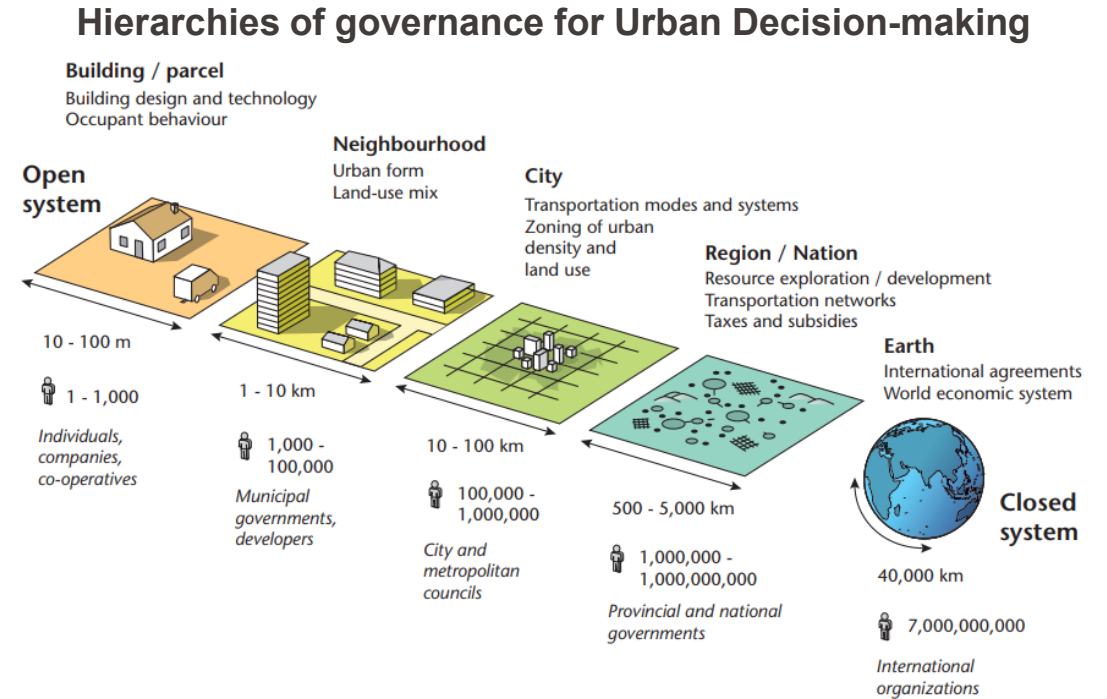 Hierarchies of governance for Urban Decision-making
Building / parcel
Building design and technology
Occupant behaviour
Neighbourhood
Urban form
Land-use mix
Open
system
City
Transportation modes and systems
Zoning of urban
density and
land use
Region / Nation
Resource exploration / development
Transportation networks
Taxes and subsidies
Earth
International agreements
World economic system
10 - 100 m
1 - 1,000
Individuals,
companies,
co-operatives
1 - 10 km
1,000 -
100,000
Municipal
governments,
developers
10 - 100 km
100,000 -
1,000,000
City and
metropolitan
councils
500 - 5,000 km
1,000,000 -
1,000,000,000
Provincial and national
governments
Closed
system
40,000 km
7,000,000,000
International
organizations